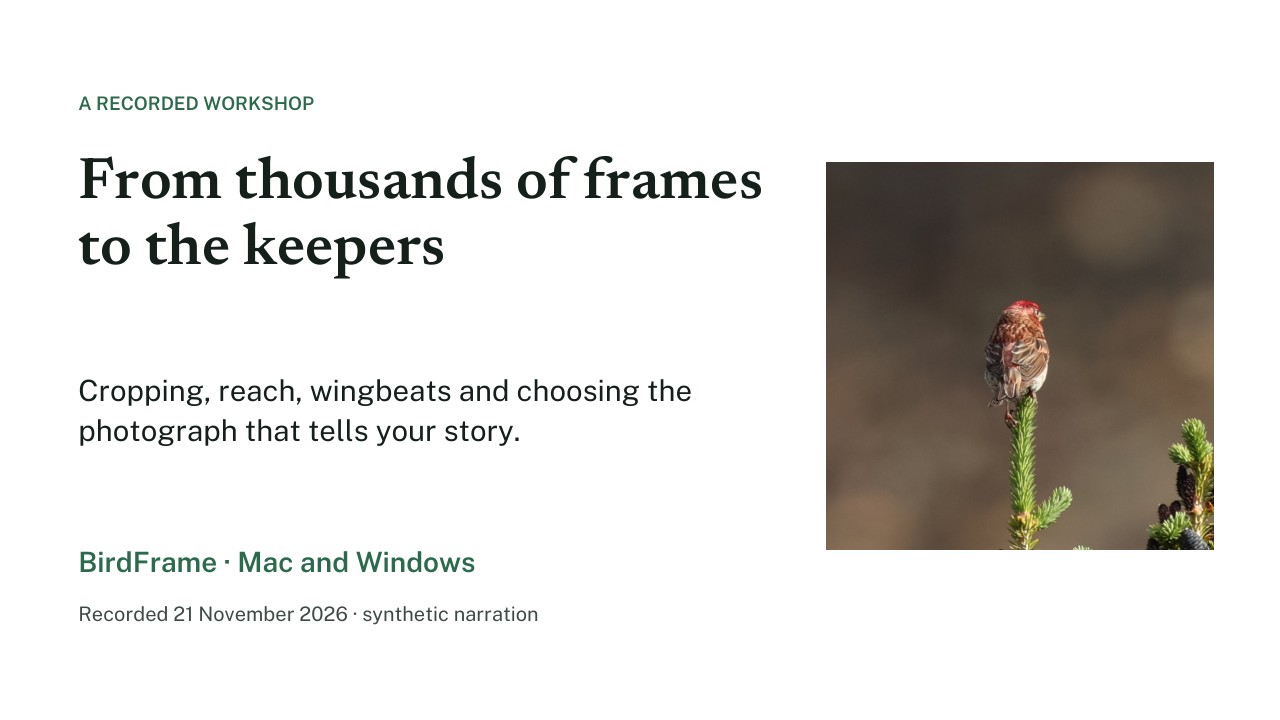 A RECORDED WORKSHOP
From thousands of frames
to the keepers
Cropping, reach, wingbeats and choosing the
photograph that tells your story.
BirdFrame · Mac and Windows
Recorded 21 November 2026 · synthetic narration